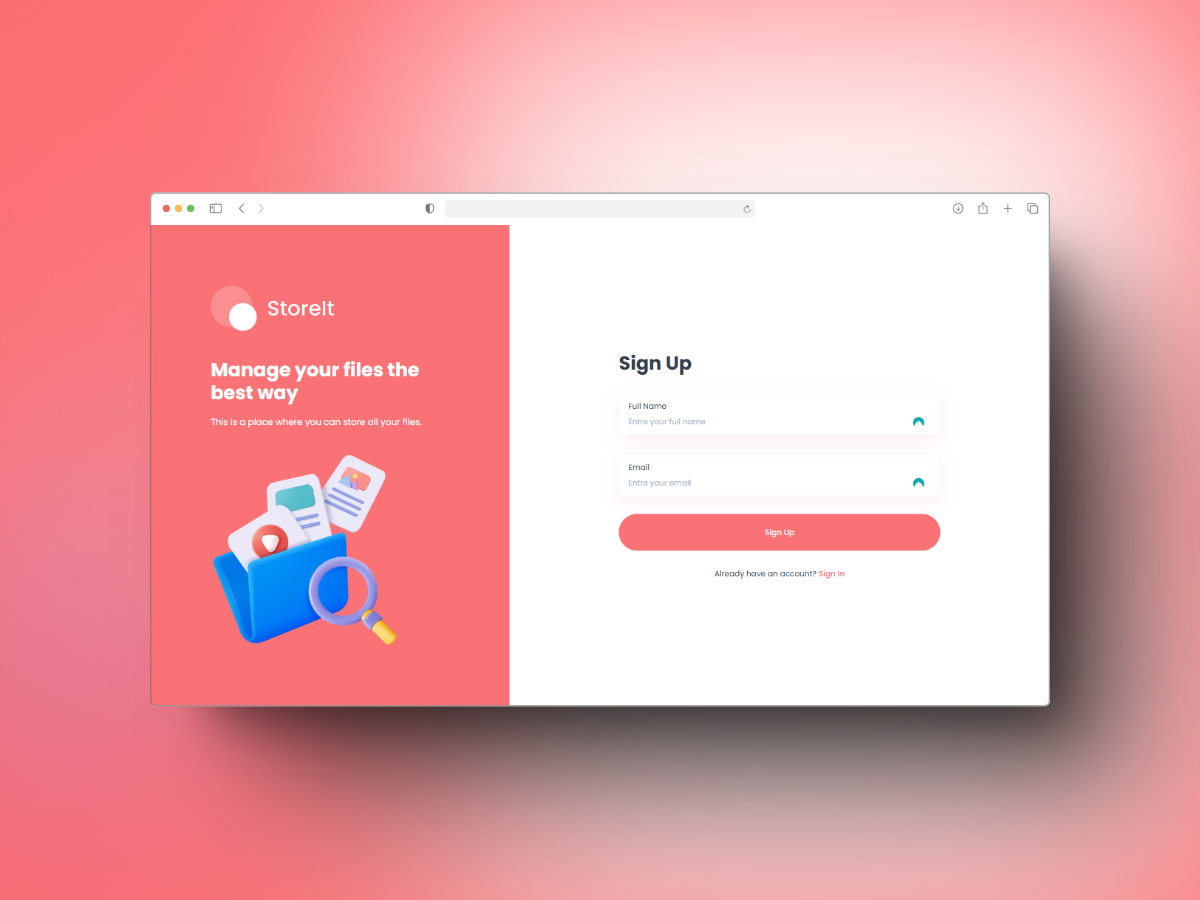 StoreIt
Manage your files the
best way
This is a place where you can store all your files.
Sign Up
Full Name
Entre your full name
Email
Entre your email
Sign Up
Already have an account? Sign In